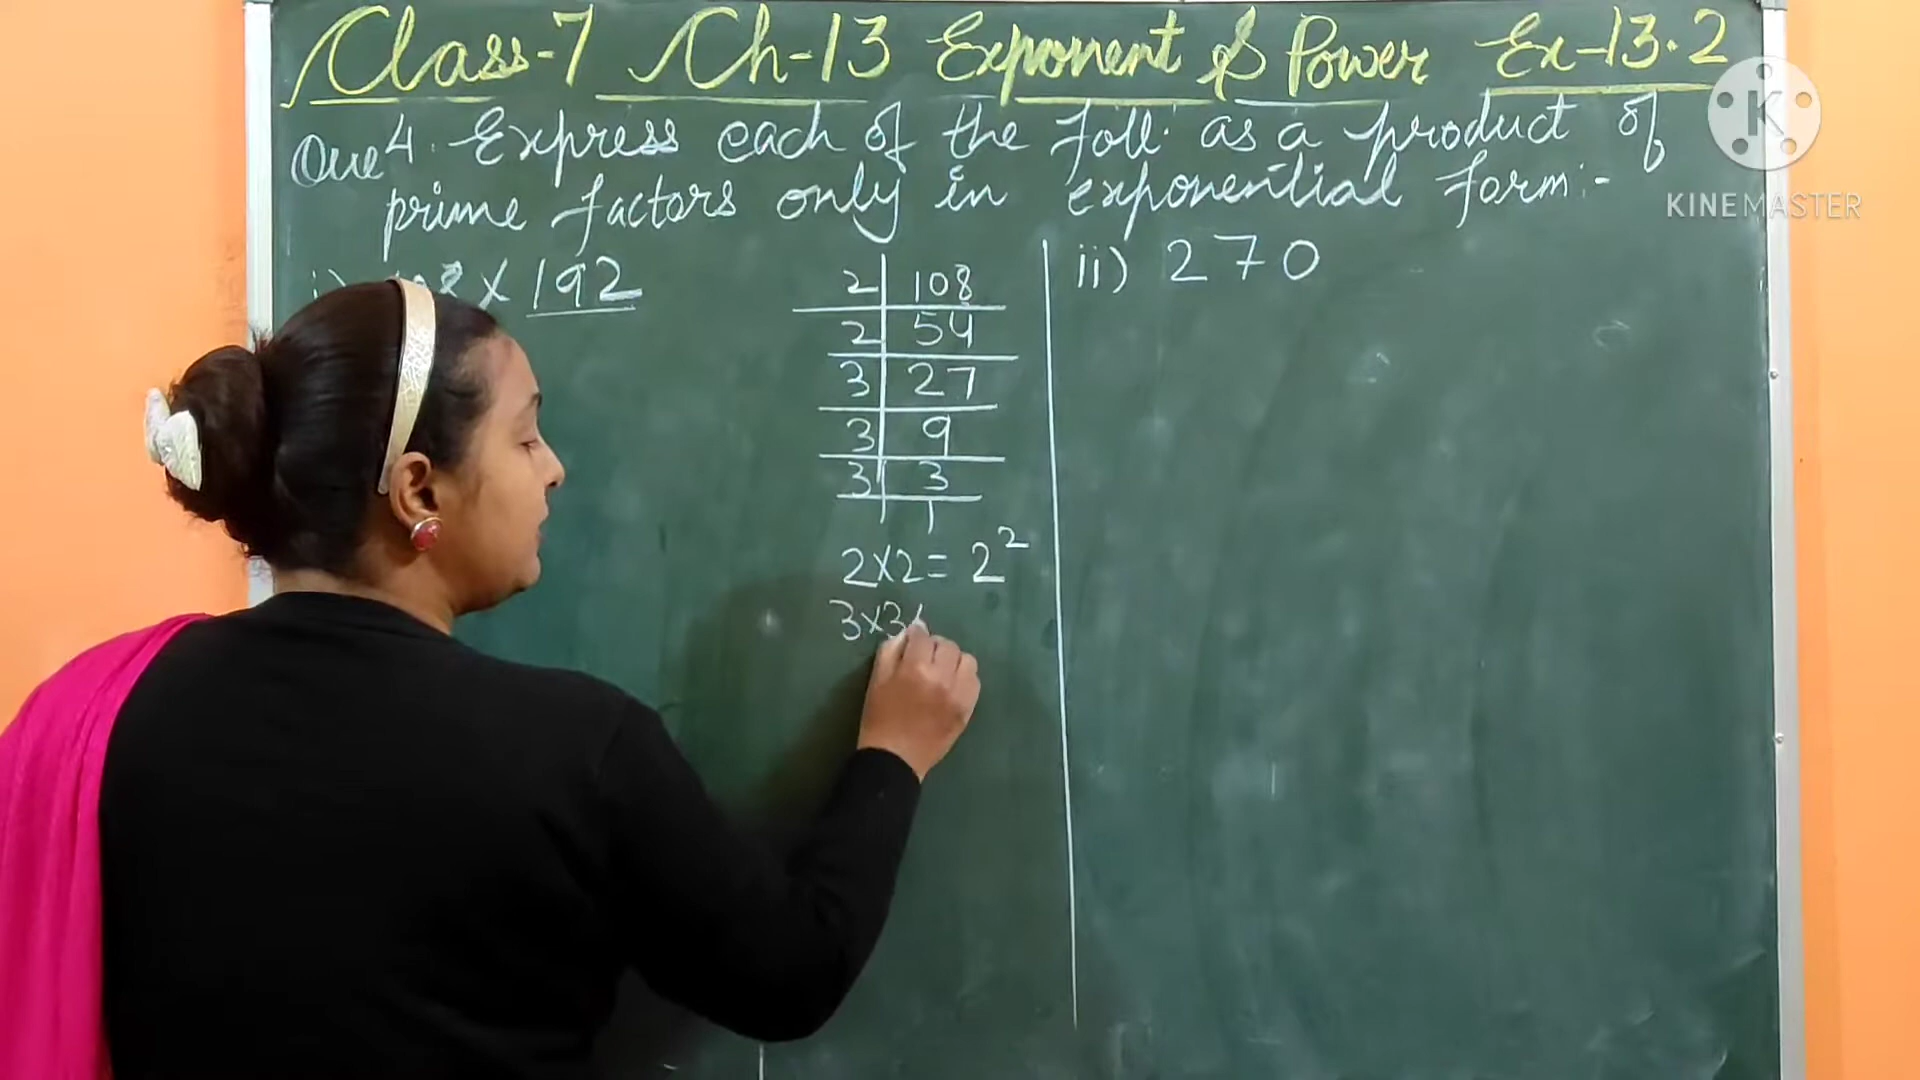 Class-7 Ch-13 Exponent & Power Ex-13.2
Que 4. Express each of the foll. as a product of
prime factors only in exponential form:-
i) 108 × 192
2 | 108
2 | 54
3 | 27
3 | 9
3 | 3
1
2×2 = 2²
3×3
ii) 270
K
KINEMASTER